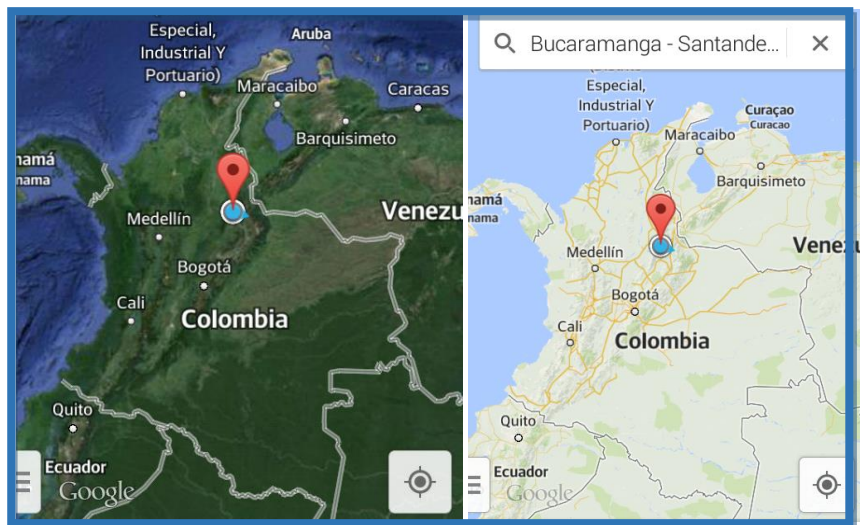 Especial,
Industrial Y
Portuario)
Aruba
Maracaibo
Caracas
Barquisimeto
namá
nama
Medellín
Venezu
Bogotá
Cali
Colombia
Quito
Ecuador
Google
Bucaramanga - Santande...
Especial,
Industrial Y
Portuario)
Curaçao
Curacao
Maracaibo
Barquisimeto
namá
nama
Medellín
Venezu
Bogotá
Cali
Colombia
Quito
Ecuador
Google